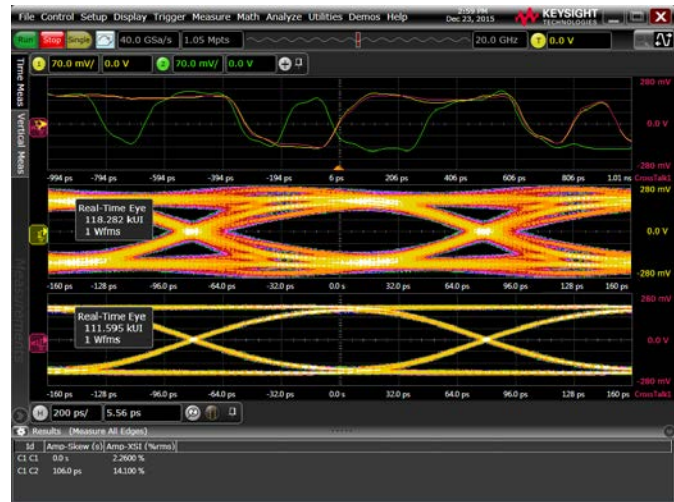 File Control Setup Display Trigger Measure Math Analyze Utilities Demos Help
2:59 PM
Dec 23, 2015
KEYSIGHT
TECHNOLOGIES
Run Stop Single 40.0 GSa/s 1.05 Mpts 20.0 GHz T 0.0 V
1 70.0 mV/ 0.0 V 2 70.0 mV/ 0.0 V
Time Meas
Vertical Meas
Measurements
280 mV
0.0 V
-280 mV
-994 ps -794 ps -594 ps -394 ps -194 ps 6 ps 206 ps 406 ps 606 ps 806 ps 1.01 ns CrossTalk1
280 mV
Real-Time Eye
118.282 kUI
1 Wfms
0.0 V
-280 mV
-160 ps -128 ps -96.0 ps -64.0 ps -32.0 ps 0.0 s 32.0 ps 64.0 ps 96.0 ps 128 ps 160 ps
Real-Time Eye
111.595 kUI
1 Wfms
0.0 V
-160 ps -128 ps -96.0 ps -64.0 ps -32.0 ps 0.0 s 32.0 ps 64.0 ps 96.0 ps 128 ps 160 ps CrossTalk1
H 200 ps/ 5.56 ps
Results (Measure All Edges)
Id Amp-Skew (s) Amp-XSI (%rms)
C1 C1 0.0 s 2.2600 %
C1 C2 106.0 ps 14.100 %